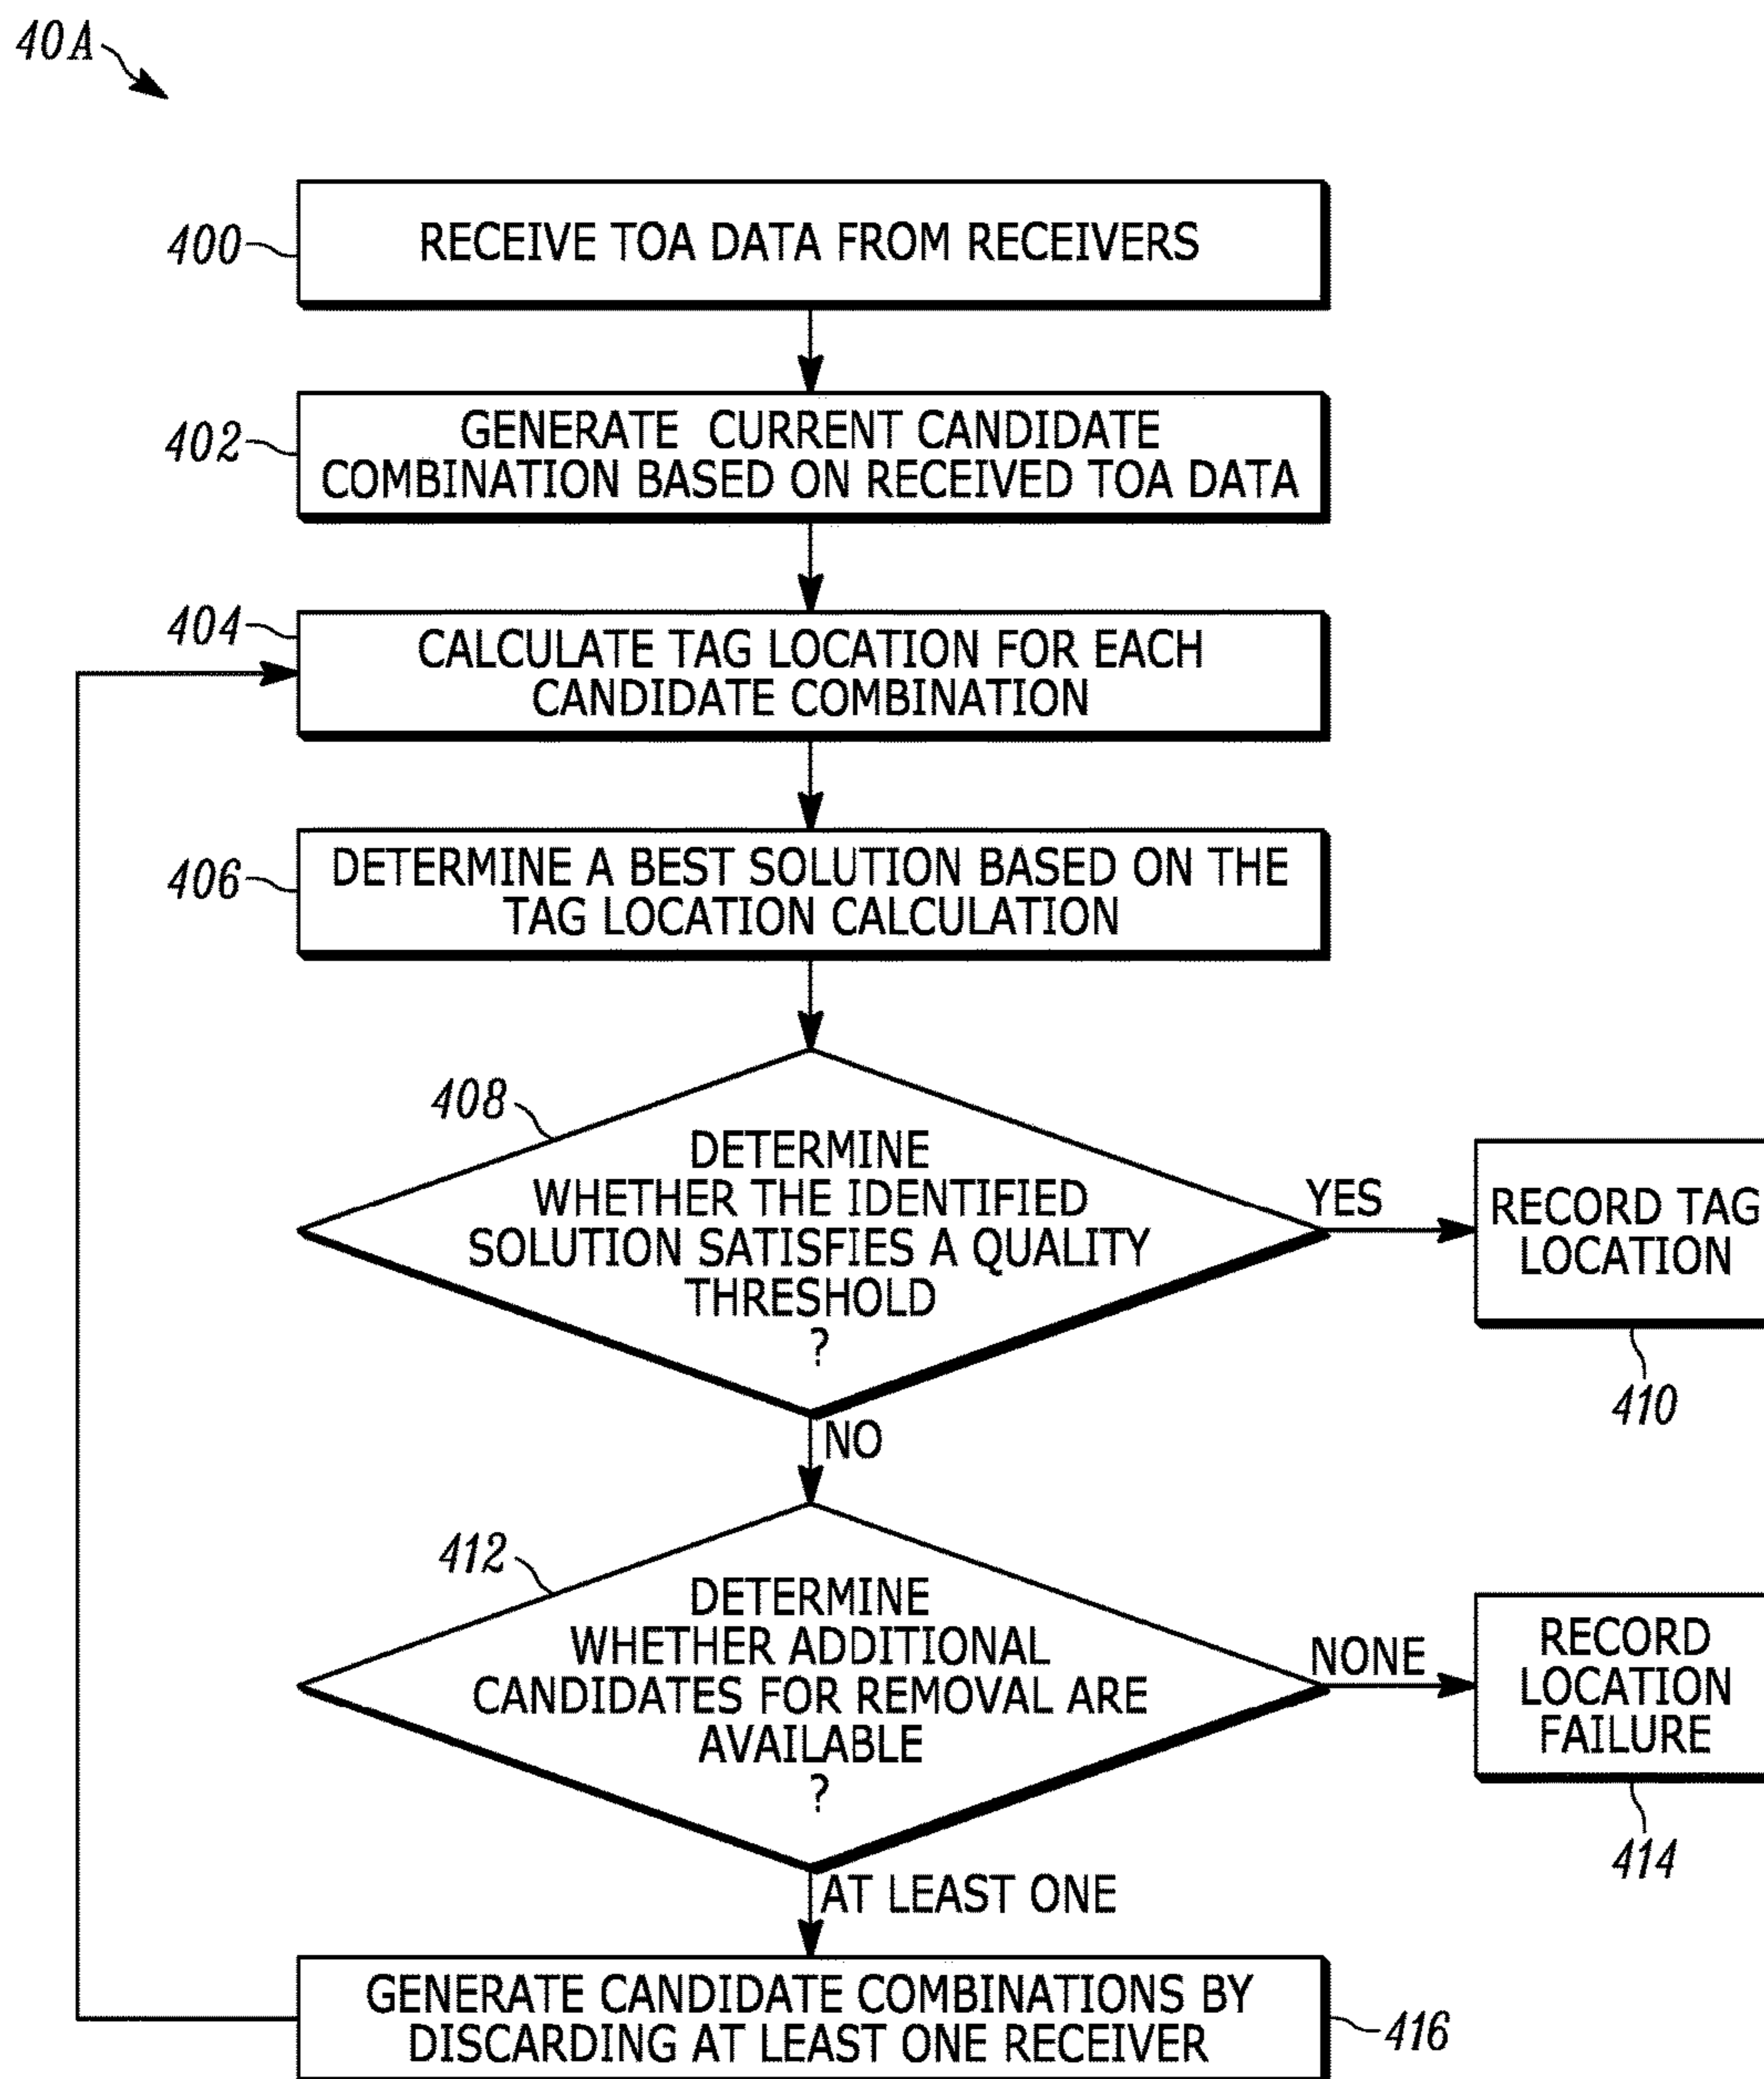 40A
400
RECEIVE TOA DATA FROM RECEIVERS
402
GENERATE CURRENT CANDIDATE
COMBINATION BASED ON RECEIVED TOA DATA
404
CALCULATE TAG LOCATION FOR EACH
CANDIDATE COMBINATION
406
DETERMINE A BEST SOLUTION BASED ON THE
TAG LOCATION CALCULATION
408
DETERMINE
WHETHER THE IDENTIFIED
SOLUTION SATISFIES A QUALITY
THRESHOLD
?
YES
RECORD TAG
LOCATION
410
NO
412
DETERMINE
WHETHER ADDITIONAL
CANDIDATES FOR REMOVAL ARE
AVAILABLE
?
NONE
RECORD
LOCATION
FAILURE
414
AT LEAST ONE
GENERATE CANDIDATE COMBINATIONS BY
DISCARDING AT LEAST ONE RECEIVER
416